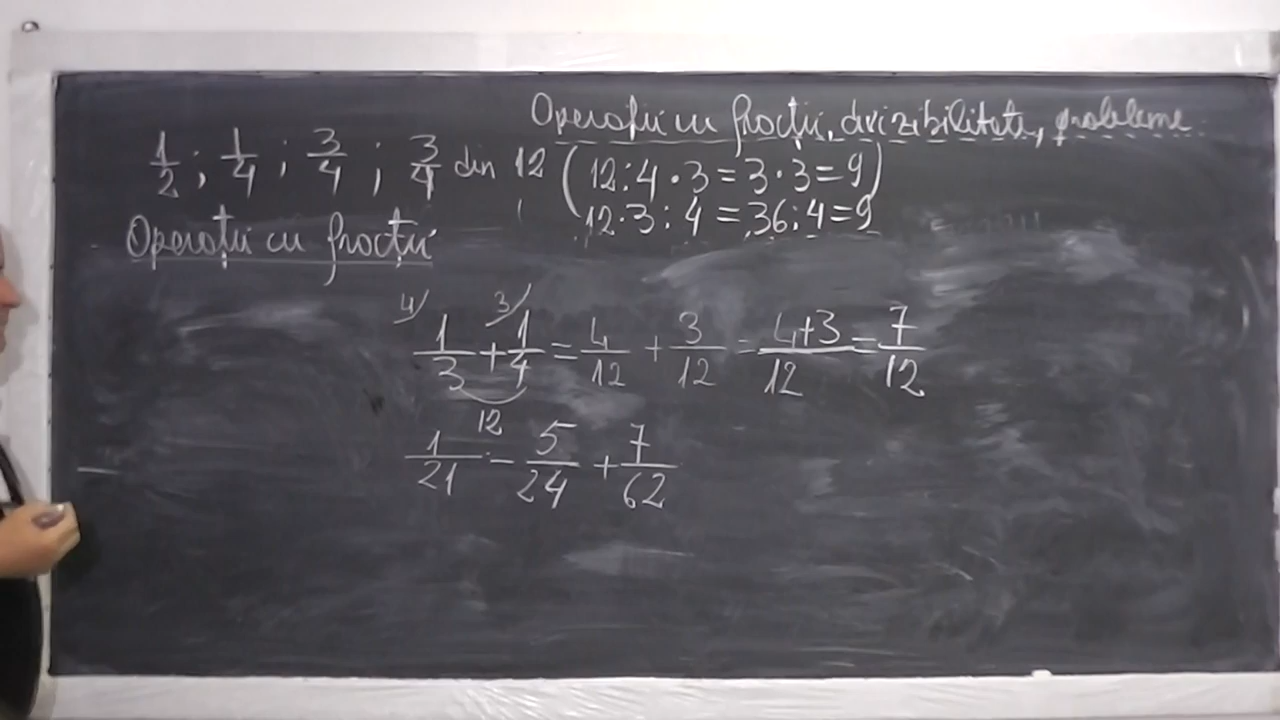 Operații cu fracții, divizibilitate, probleme
1/2 ; 1/4 ; 3/4 ; 3/4 din 12 (12:4·3=3·3=9)
12·3:4=36:4=9
Operații cu fracții
4/ 3/
1/3 + 1/4 = 4/12 + 3/12 = 4+3/12 = 7/12
12
1/21 - 5/24 + 7/62